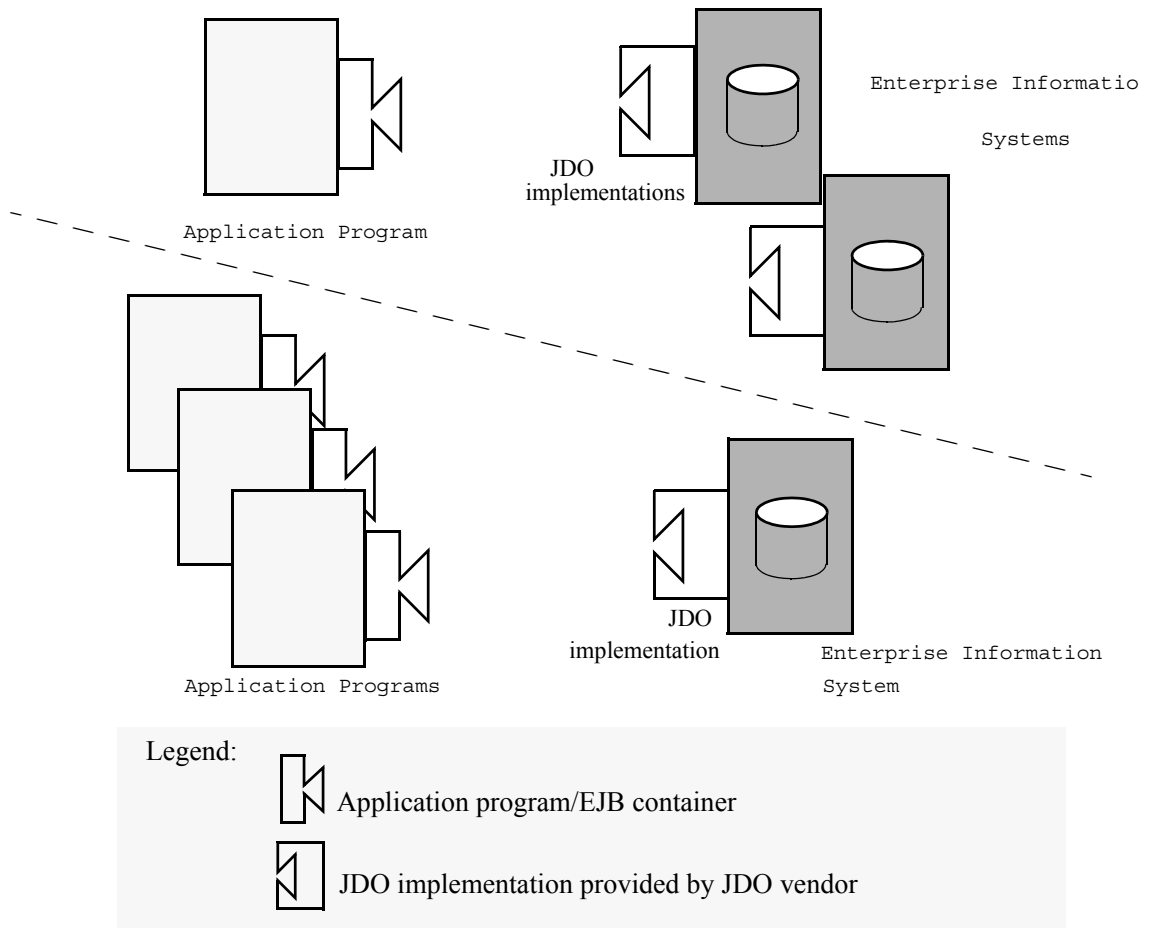 Enterprise Informatio
Systems
JDO
implementations
Application Program
JDO
implementation
Enterprise Information
System
Application Programs
Legend:
Application program/EJB container
JDO implementation provided by JDO vendor